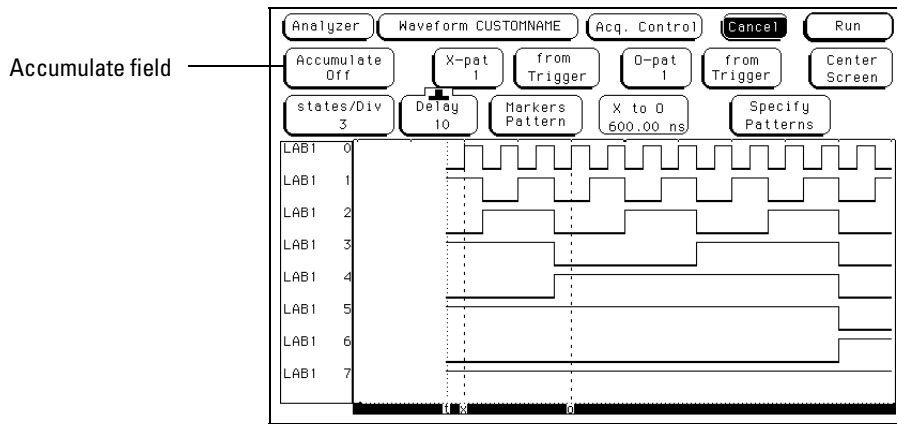 Analyzer Waveform CUSTOMNAME Acq. Control Cancel Run
Accumulate field
Accumulate Off X-pat 1 from Trigger O-pat 1 from Trigger Center Screen
states/Div 3 Delay 10 Markers Pattern X to O 600.00 ns Specify Patterns
LAB1 0
LAB1 1
LAB1 2
LAB1 3
LAB1 4
LAB1 5
LAB1 6
LAB1 7
t x o